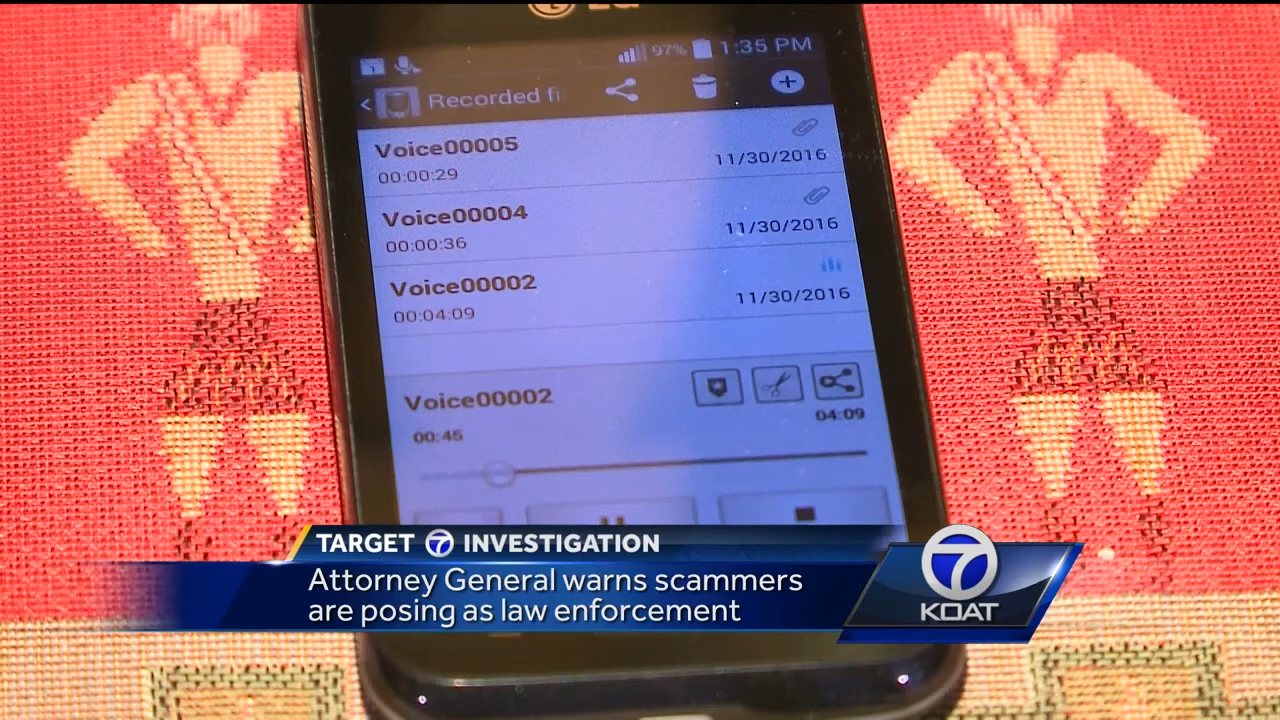 LG
1:35 PM
97%
1
Recorded fi
Voice00005
00:00:29
11/30/2016
Voice00004
00:00:36
11/30/2016
Voice00002
00:04:09
11/30/2016
Voice00002
00:45
04:09
TARGET 7 INVESTIGATION
Attorney General warns scammers
are posing as law enforcement
7
KOAT